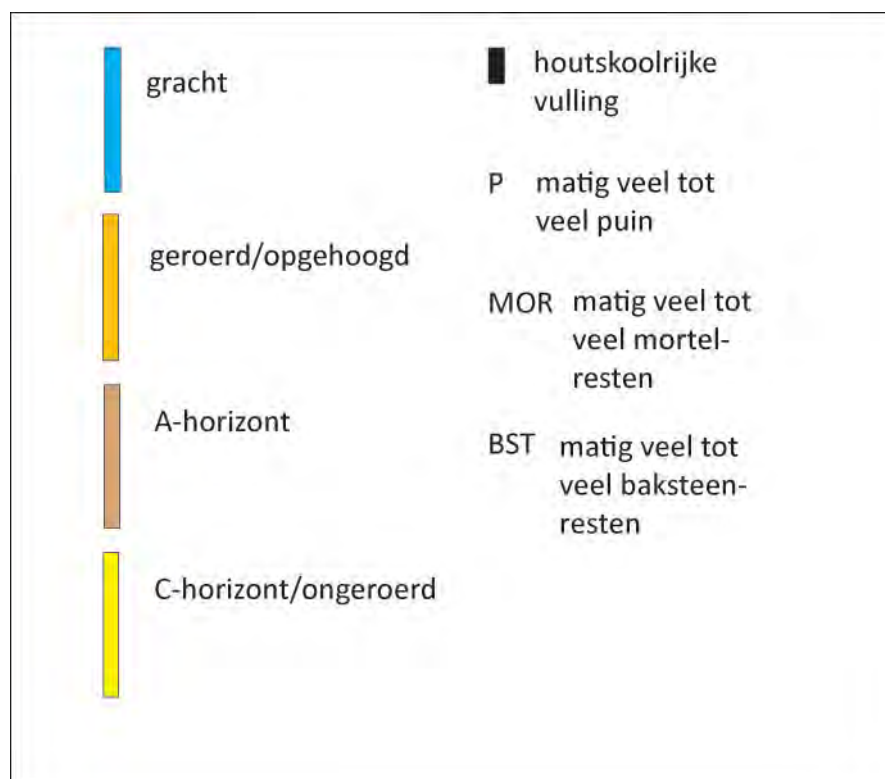 gracht
geroerd/opgehoogd
A-horizont
C-horizont/ongeroerd
houtskoolrijke
vulling
P matig veel tot
veel puin
MOR matig veel tot
veel mortel-
resten
BST matig veel tot
veel baksteen-
resten